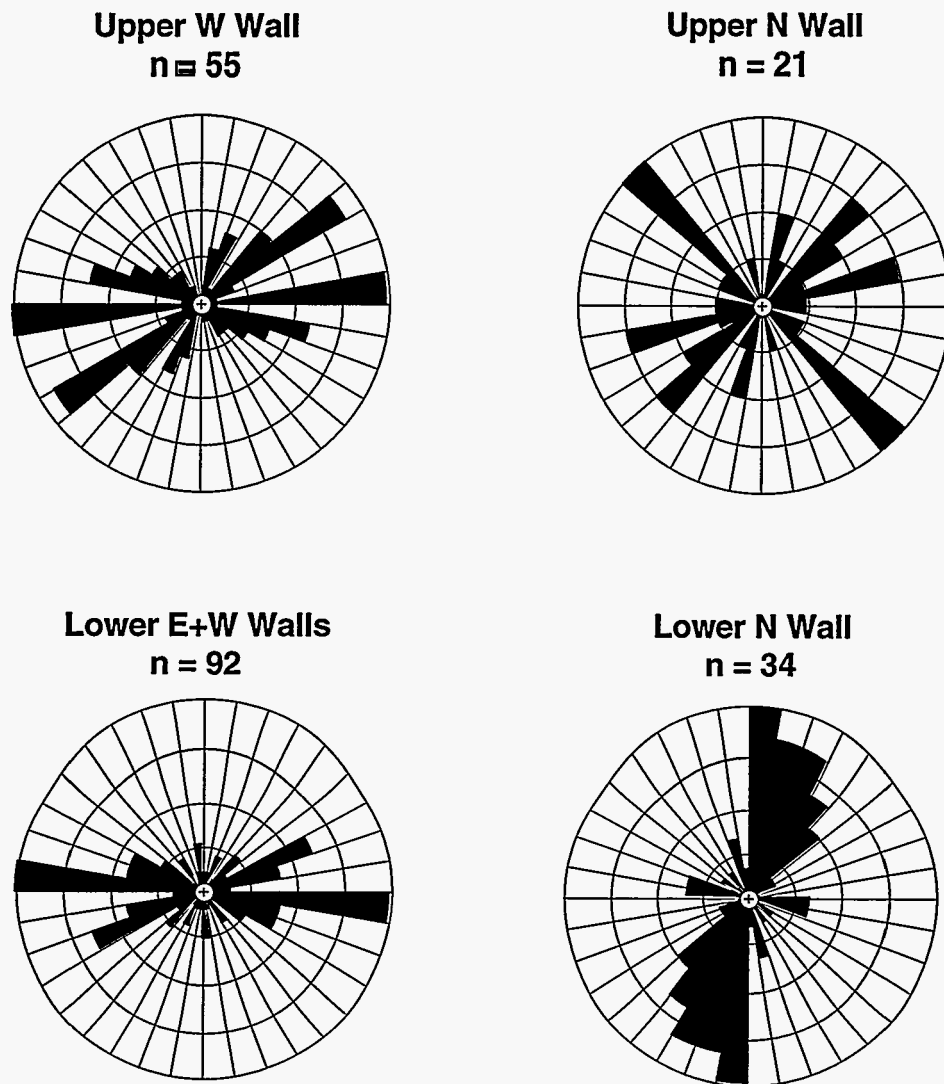 Upper W Wall
n = 55
Upper N Wall
n = 21
Lower E+W Walls
n = 92
Lower N Wall
n = 34